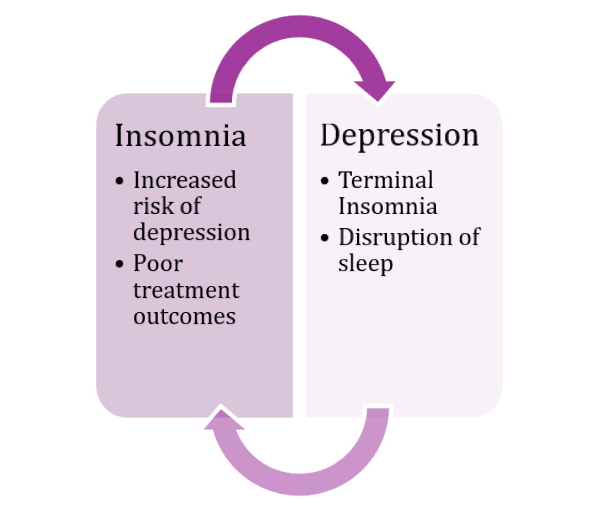 Insomnia
• Increased
risk of
depression
• Poor
treatment
outcomes
Depression
• Terminal
Insomnia
• Disruption of
sleep